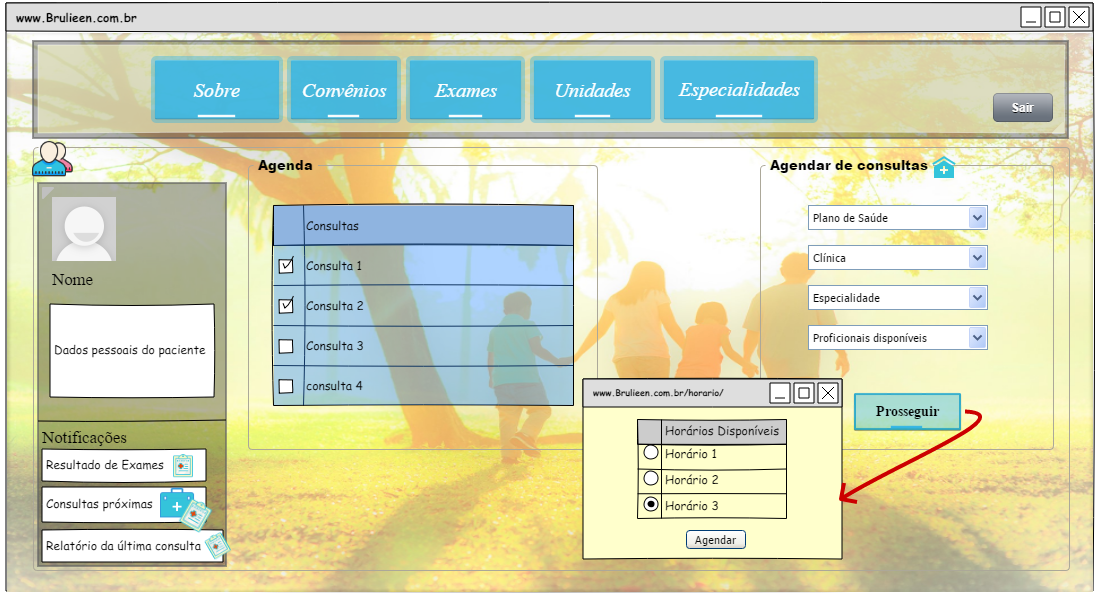 www.Brulieen.com.br
Sobre
Convênios
Exames
Unidades
Especialidades
Sair
Nome
Dados pessoais do paciente
Notificações
Resultado de Exames
Consultas próximas
Relatório da última consulta
Agenda
Consultas
Consulta 1
Consulta 2
Consulta 3
consulta 4
Agendar de consultas
Plano de Saúde
Clínica
Especialidade
Proficionais disponíveis
Prosseguir
www.Brulieen.com.br/horario/
Horários Disponíveis
Horário 1
Horário 2
Horário 3
Agendar